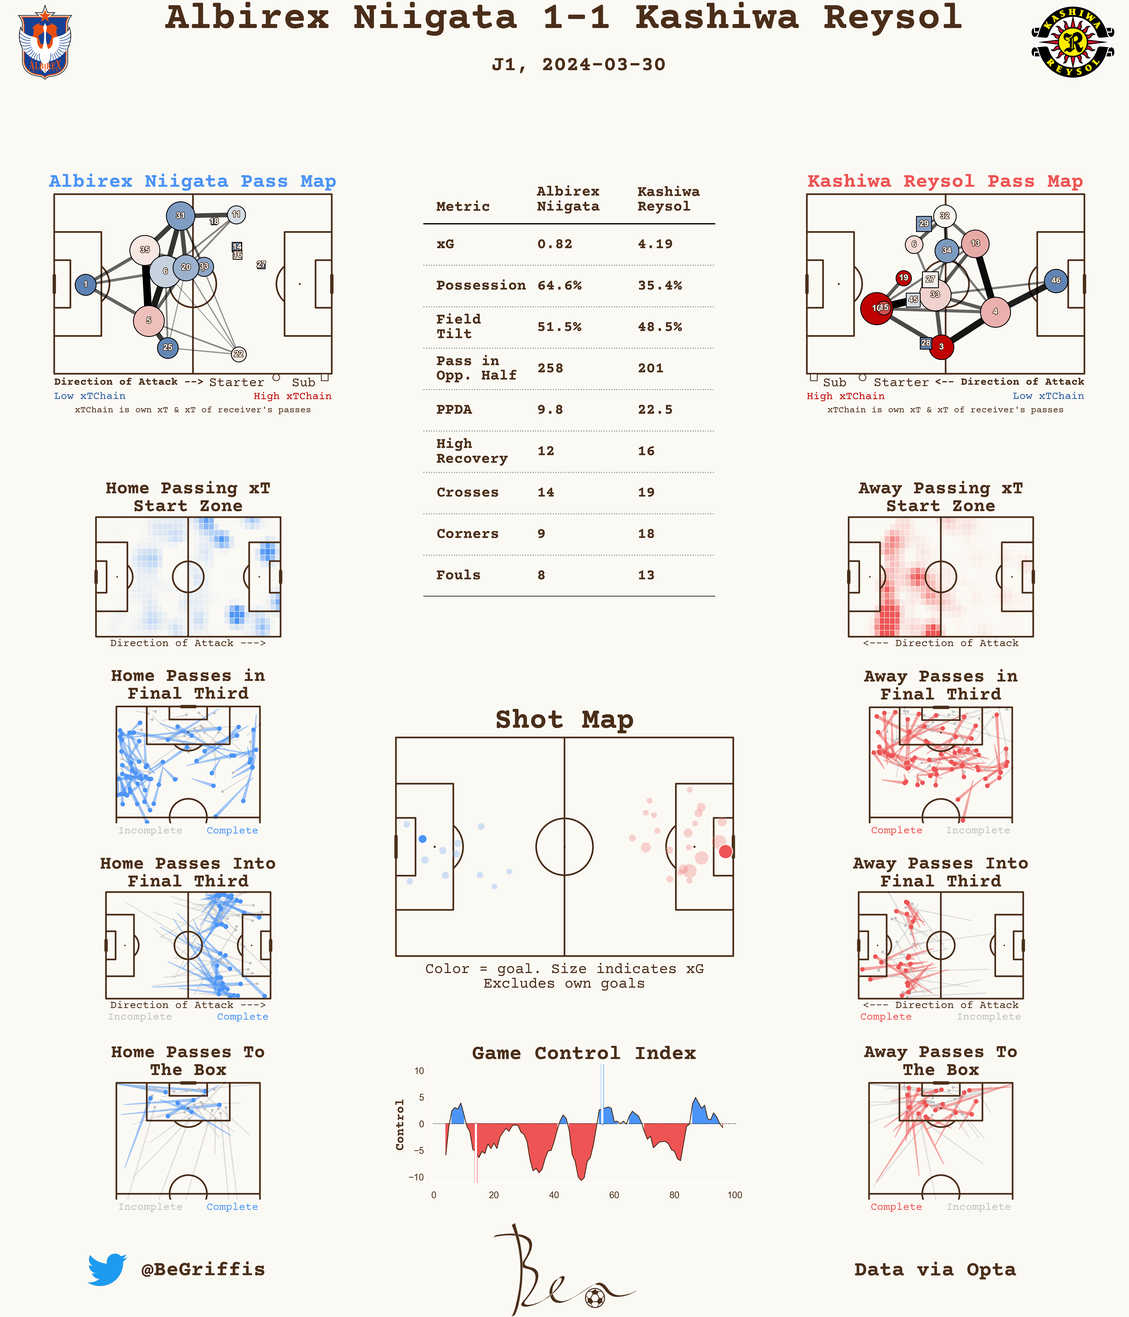 Albirex Niigata 1-1 Kashiwa Reysol
J1, 2024-03-30
ALBIREX
KASHIWA
R
REYSOL
Albirex Niigata Pass Map
31
11
18
35
14
16
6
20
33
27
1
5
25
22
Direction of Attack --> Starter Sub
Low xTChain High xTChain
xTChain is own xT & xT of receiver's passes
Metric Albirex Niigata Kashiwa Reysol
xG 0.82 4.19
Possession 64.6% 35.4%
Field Tilt 51.5% 48.5%
Pass in Opp. Half 258 201
PPDA 9.8 22.5
High Recovery 12 16
Crosses 14 19
Corners 9 18
Fouls 8 13
Kashiwa Reysol Pass Map
32
29
6
34
13
19
27
46
45
33
15
4
28
3
Sub Starter <-- Direction of Attack
High xTChain Low xTChain
xTChain is own xT & xT of receiver's passes
Home Passing xT
Start Zone
Direction of Attack --->
Away Passing xT
Start Zone
<--- Direction of Attack
Home Passes in
Final Third
Incomplete Complete
Away Passes in
Final Third
Complete Incomplete
Shot Map
Color = goal. Size indicates xG
Excludes own goals
Home Passes Into
Final Third
Direction of Attack --->
Incomplete Complete
Away Passes Into
Final Third
<--- Direction of Attack
Complete Incomplete
Home Passes To
The Box
Incomplete Complete
Game Control Index
Control
10
5
0
−5
−10
0 20 40 60 80 100
Away Passes To
The Box
Complete Incomplete
@BeGriffis
Ben
Data via Opta